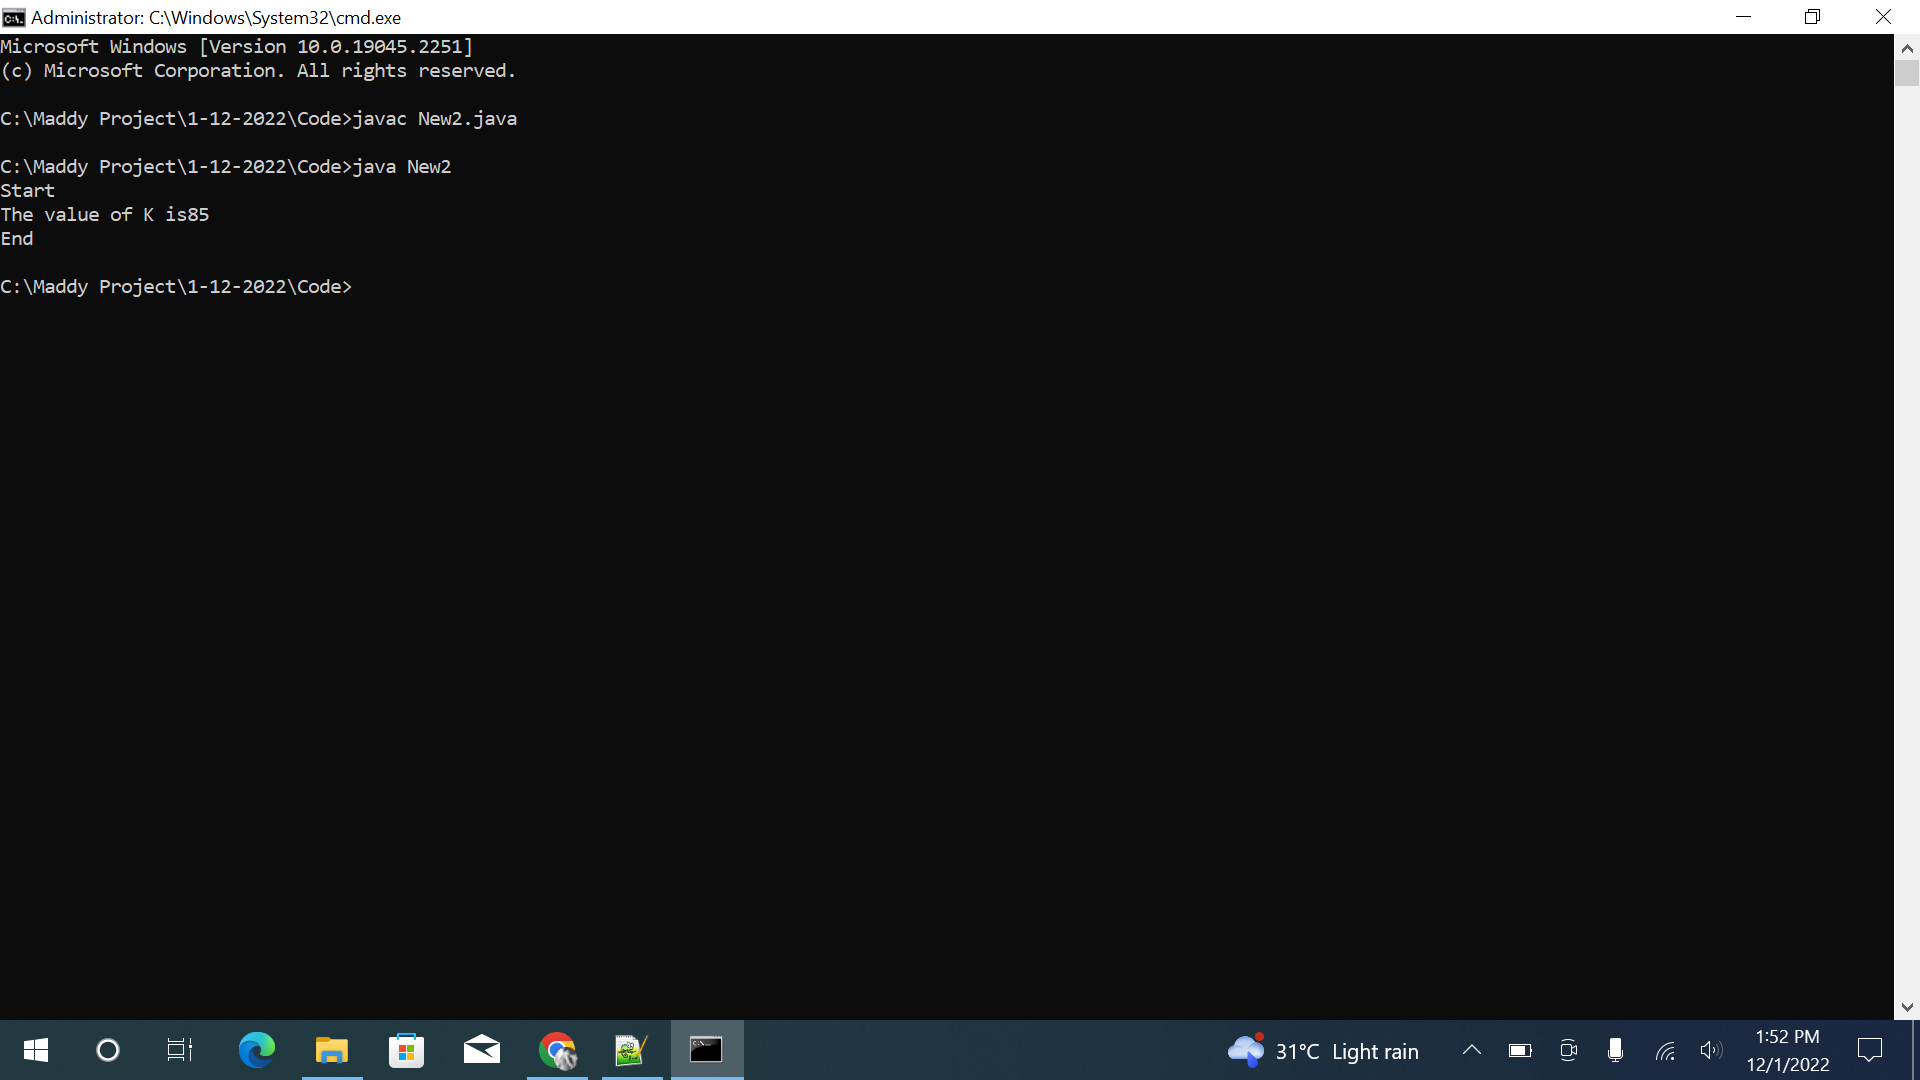 Administrator: C:\Windows\System32\cmd.exe
Microsoft Windows [Version 10.0.19045.2251]
(c) Microsoft Corporation. All rights reserved.
C:\Maddy Project\1-12-2022\Code>javac New2.java
C:\Maddy Project\1-12-2022\Code>java New2
Start
The value of K is85
End
C:\Maddy Project\1-12-2022\Code>
31°C Light rain
1:52 PM
12/1/2022